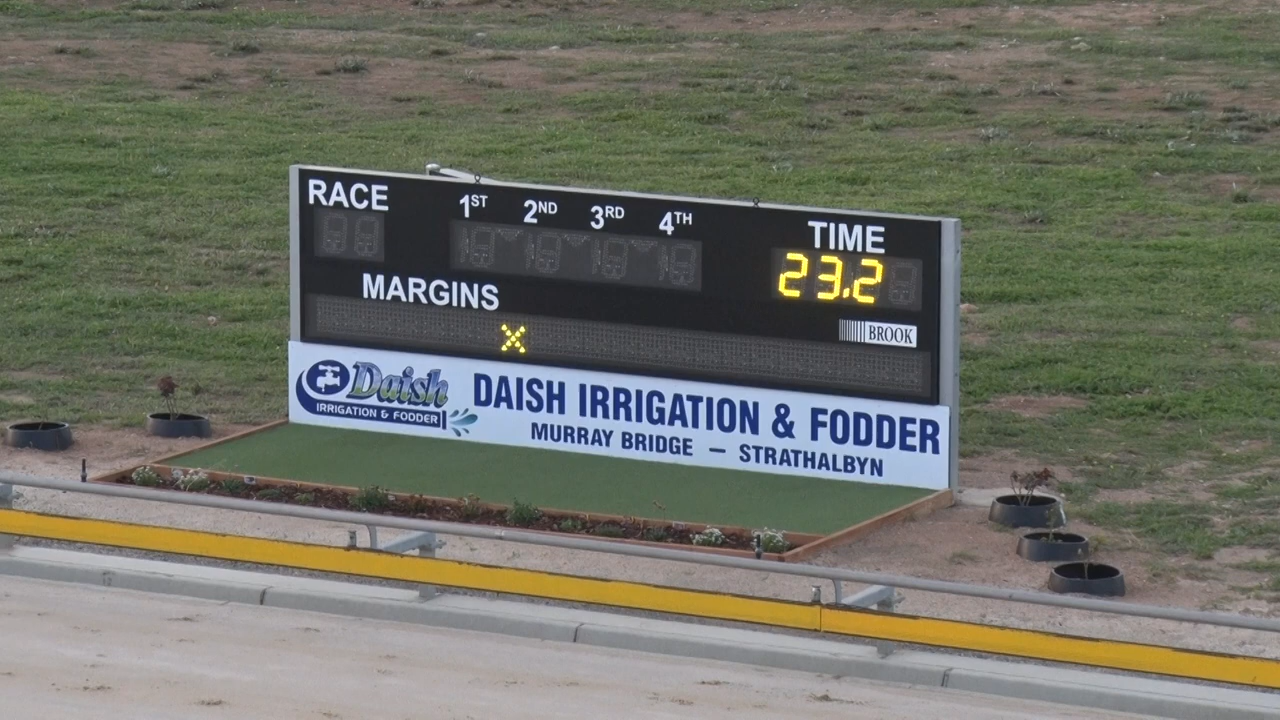 RACE
1ST 2ND 3RD 4TH
TIME
23.2
MARGINS
X
BROOK
Daish
IRRIGATION & FODDER
DAISH IRRIGATION & FODDER
MURRAY BRIDGE — STRATHALBYN